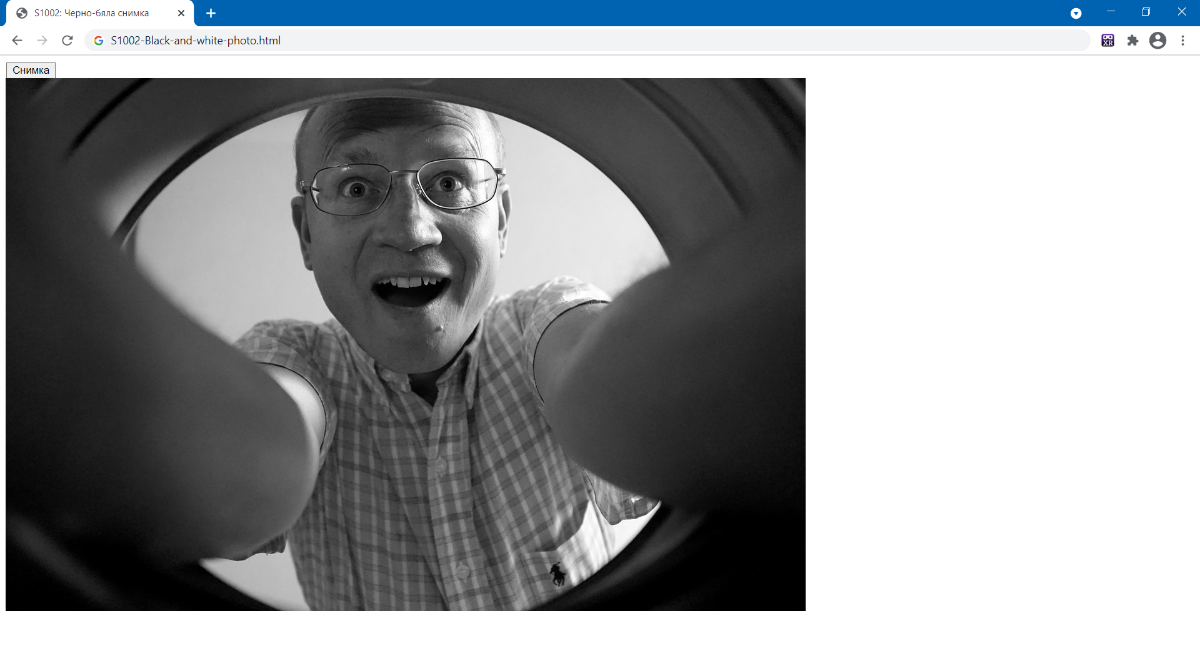 S1002: Черно-бяла снимка
S1002-Black-and-white-photo.html
Снимка